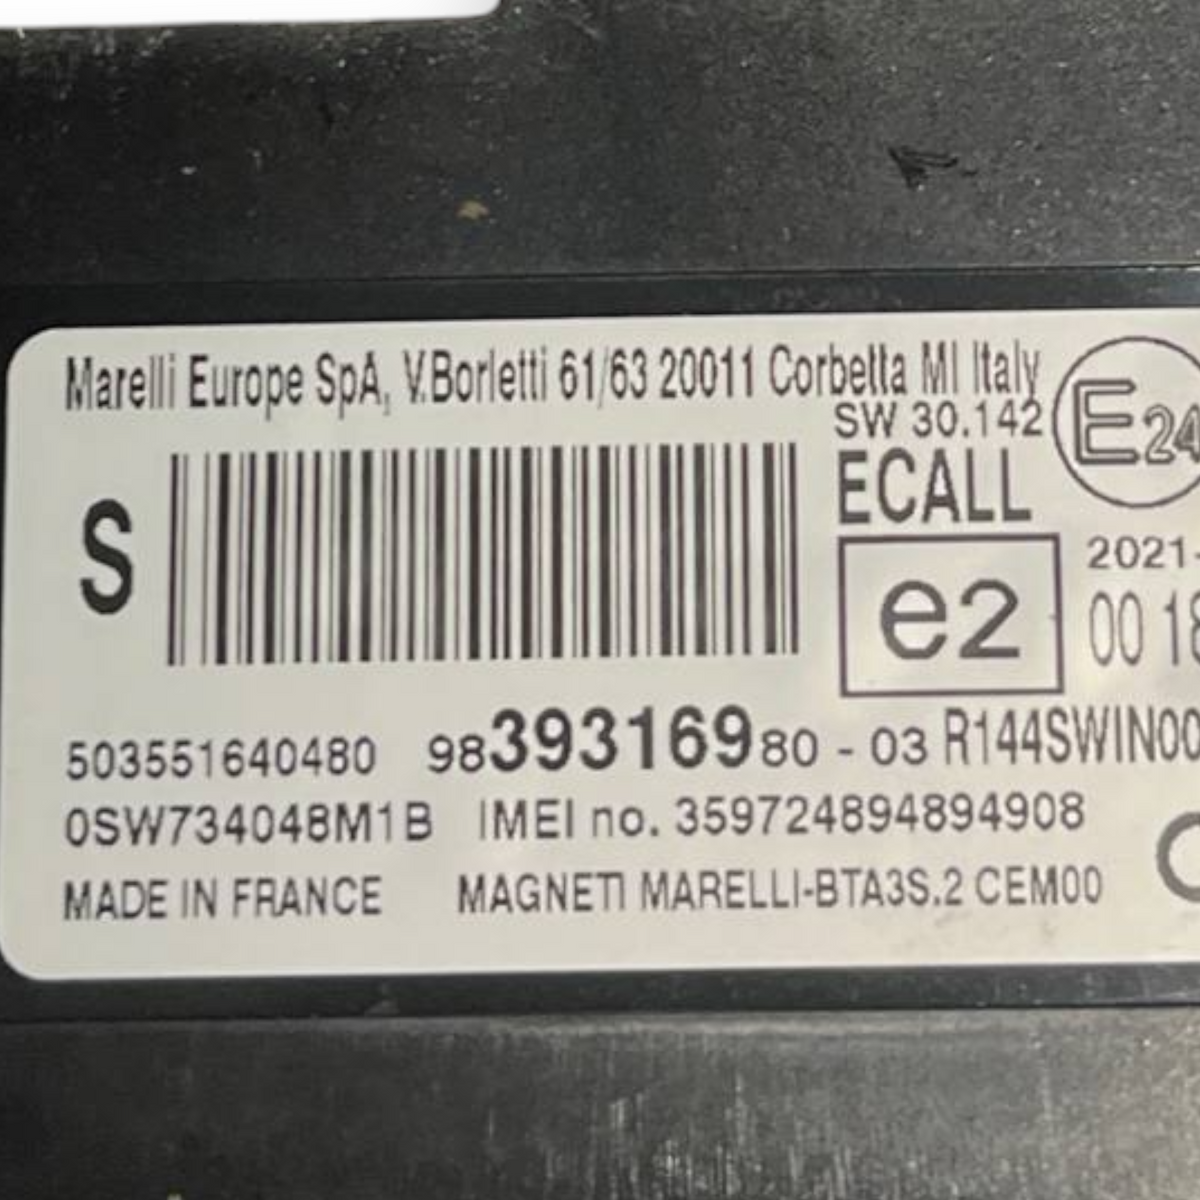 Marelli Europe SpA, V.Borletti 61/63 20011 Corbetta MI Italy
SW 30.142
E24
S
ECALL
e2
2021-
00 18
503551640480 9839316980 - 03 R144SWIN00
0SW734048M1B IMEI no. 359724894894908
MADE IN FRANCE MAGNETI MARELLI-BTA3S.2 CEM00